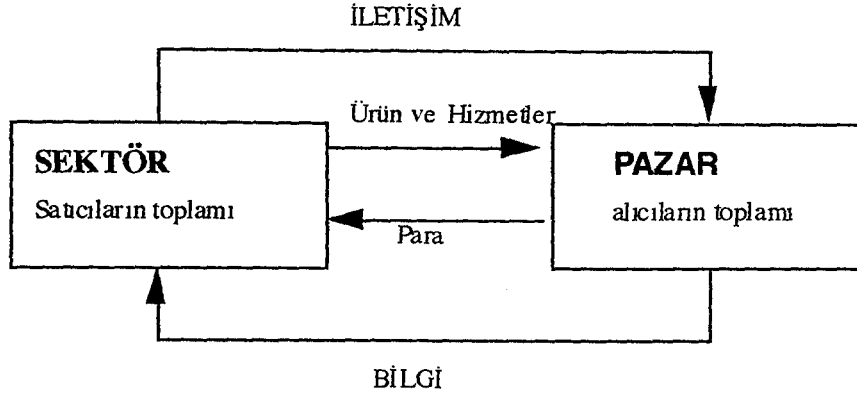 İLETİŞİM
Ürün ve Hizmetler
SEKTÖR
Satıcıların toplamı
PAZAR
alıcıların toplamı
Para
BİLGİ